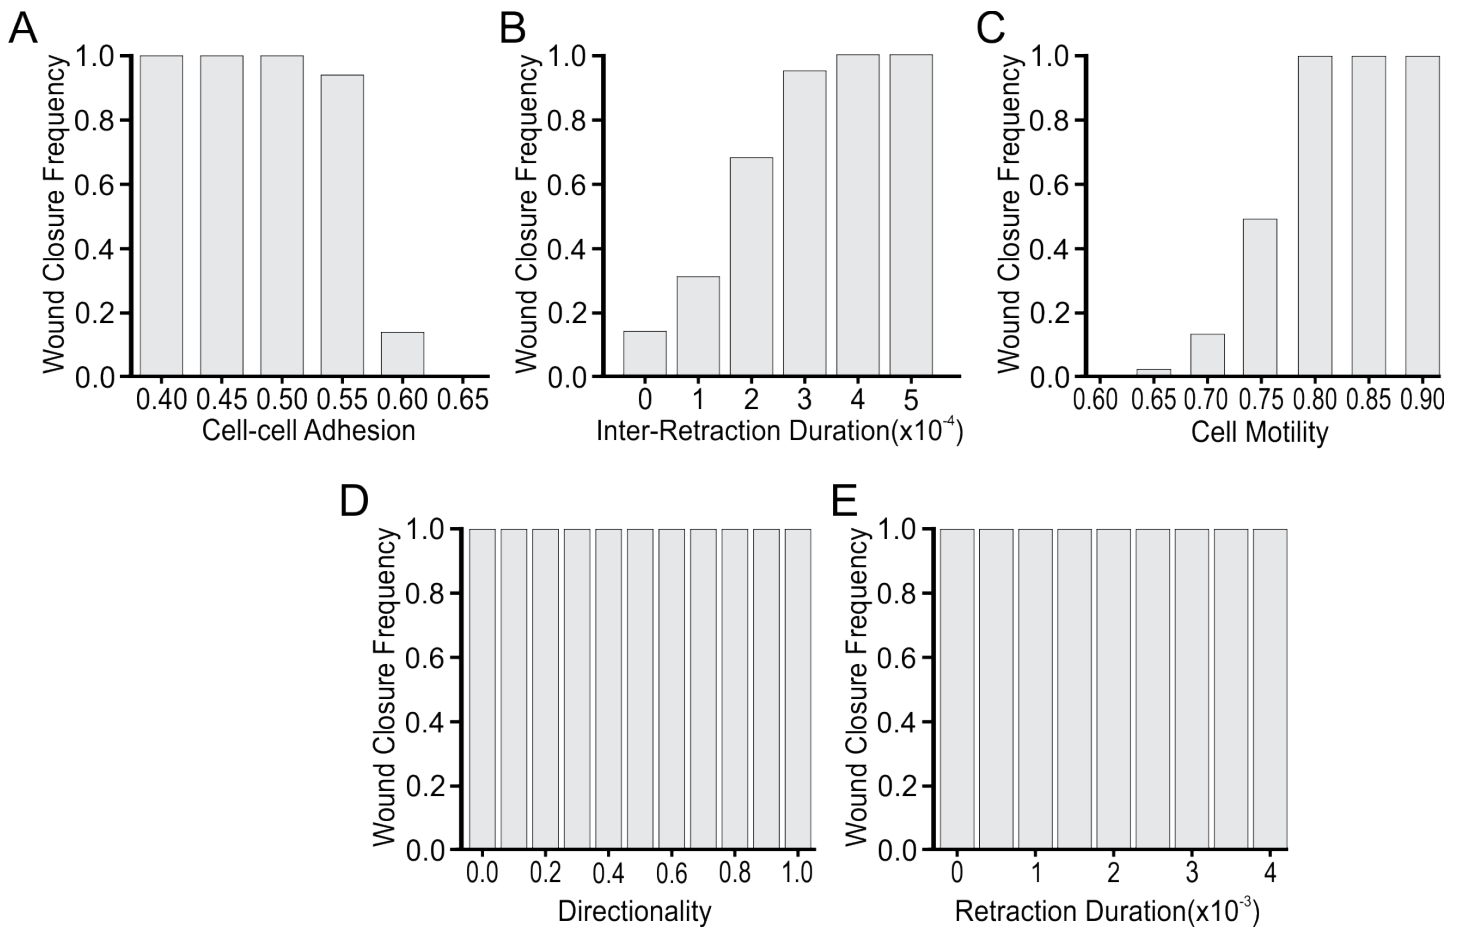 A
B
C
Wound Closure Frequency
1.0
0.8
0.6
0.4
0.2
0.0
0.40 0.45 0.50 0.55 0.60 0.65
Cell-cell Adhesion
Wound Closure Frequency
1.0
0.8
0.6
0.4
0.2
0.0
0 1 2 3 4 5
Inter-Retraction Duration(x10-4)
Wound Closure Frequency
1.0
0.8
0.6
0.4
0.2
0.0
0.60 0.65 0.70 0.75 0.80 0.85 0.90
Cell Motility
D
E
Wound Closure Frequency
1.0
0.8
0.6
0.4
0.2
0.0
0.0 0.2 0.4 0.6 0.8 1.0
Directionality
Wound Closure Frequency
1.0
0.8
0.6
0.4
0.2
0.0
0 1 2 3 4
Retraction Duration(x10-3)